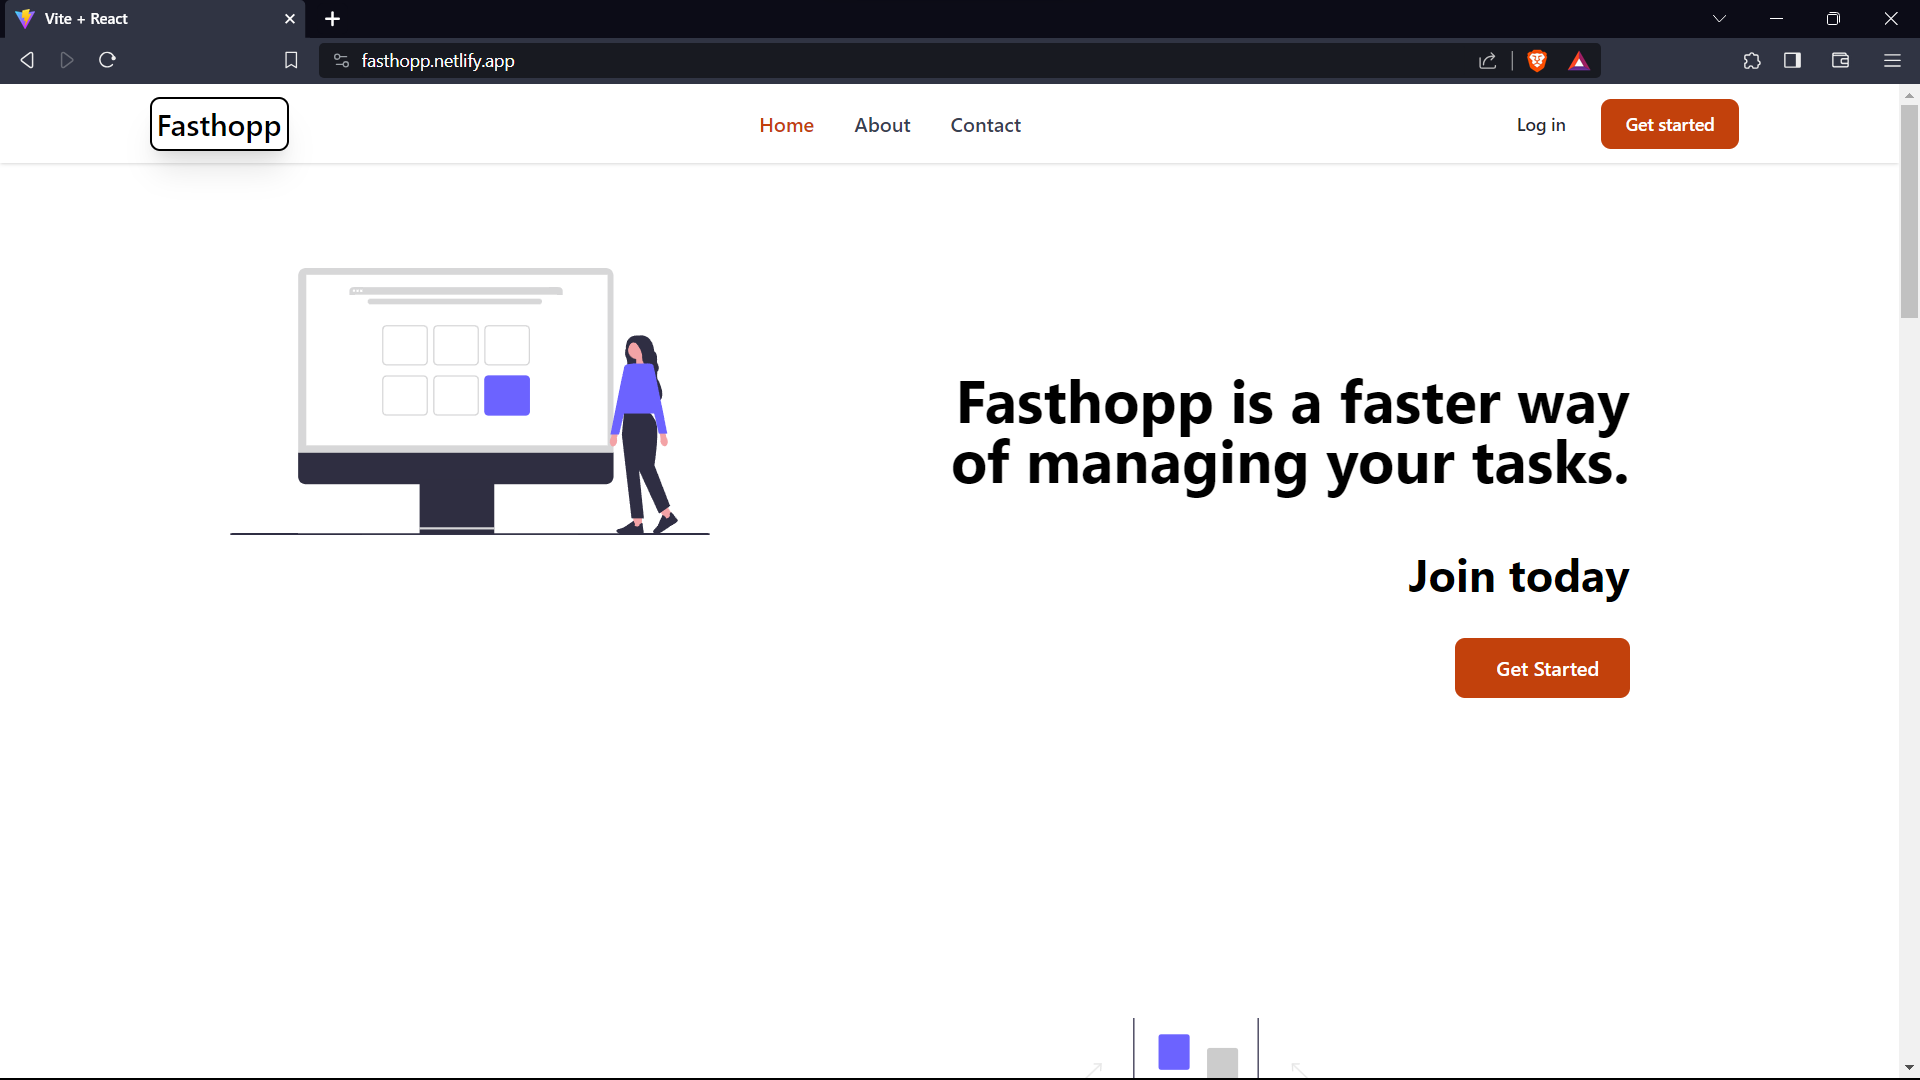 Vite + React
fasthopp.netlify.app
Fasthopp
Home About Contact
Log in Get started
Fasthopp is a faster way
of managing your tasks.
Join today
Get Started